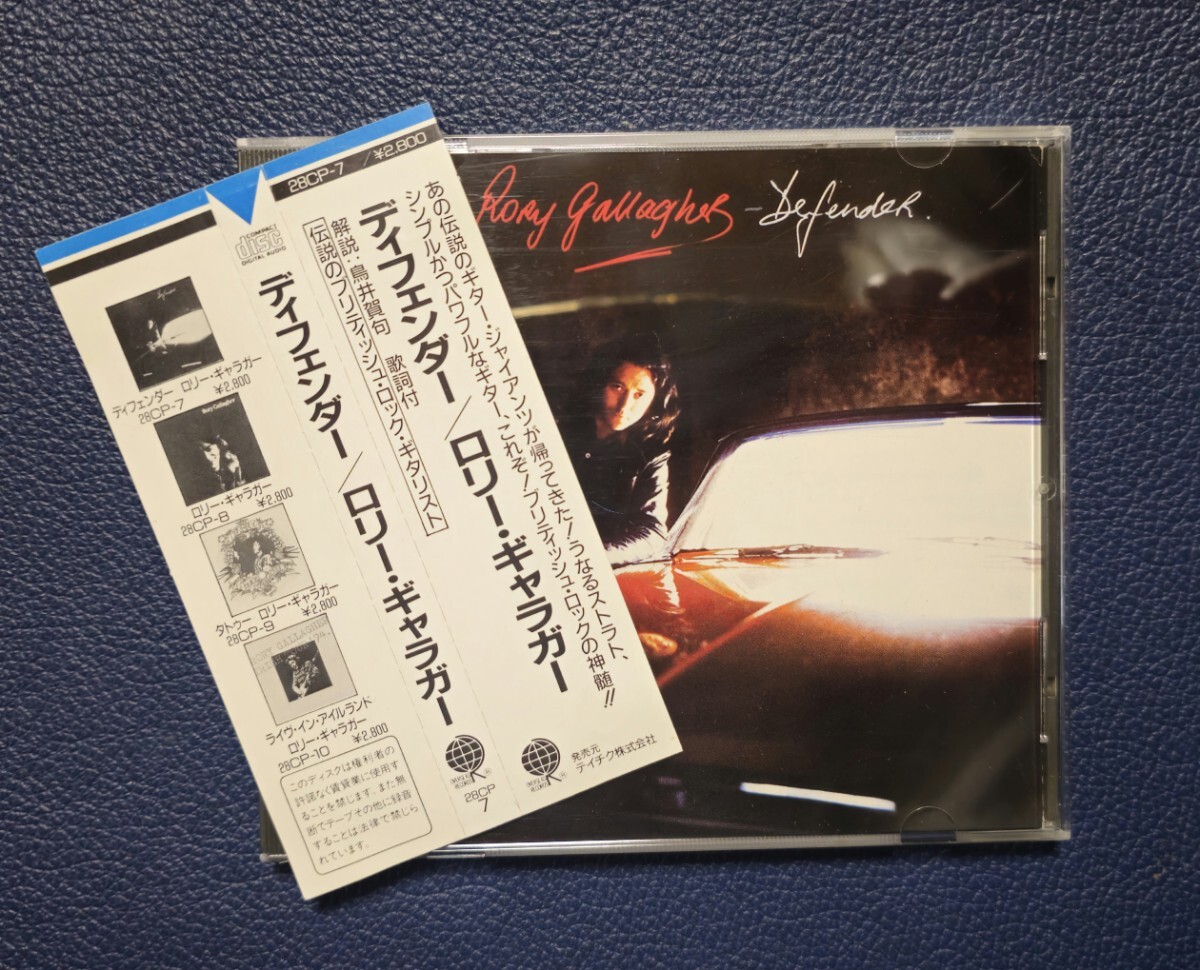 28CP-7 /¥2.800
あの伝説のギター・ジャイアンツが帰ってきた!うなるストラト、
シンプルかつパワフルなギター、これぞ!ブリティッシュ・ロックの神髄!!
ディフェンダー/ロリー・ギャラガー
解説:鳥井賀句 歌詞付
伝説のブリティッシュ・ロック・ギタリスト
発売元
テイチク株式会社
COMPACT
disc
DIGITAL AUDIO
ディフェンダー/ロリー・ギャラガー
28CP
7
ディフェンダー ロリー・ギャラガー
28CP-7 ¥2.800
Rory Gallagher
ロリー・ギャラガー
28CP-8 ¥2.800
タトゥー ロリー・ギャラガー
28CP-9 ¥2.800
ライヴ・イン・アイルランド
ロリー・ギャラガー
28CP-10 ¥2.800
このディスクは権利者の
許諾なく賃貸業に使用す
ることを禁じます。また無
断でテープその他に録音
することは法律で禁じら
れています。
Rory Gallagher - Defender.